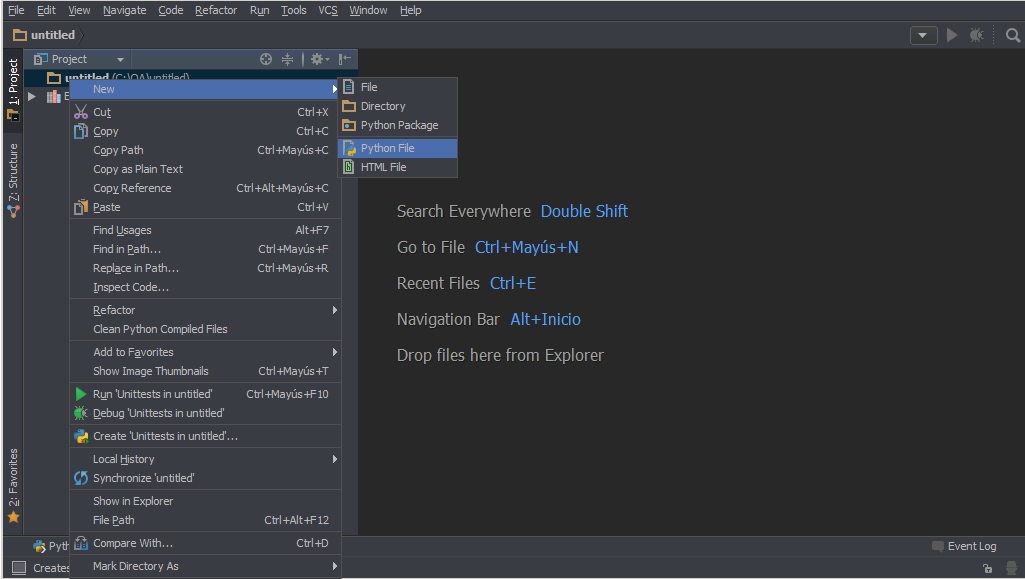 File Edit View Navigate Code Refactor Run Tools VCS Window Help
untitled
Project
1: Project
untitled (C:\QA\untitled)
E
New
Cut Ctrl+X
Copy Ctrl+C
Copy Path Ctrl+Mayús+C
Copy as Plain Text
Copy Reference Ctrl+Alt+Mayús+C
Paste Ctrl+V
Find Usages Alt+F7
Find in Path... Ctrl+Mayús+F
Replace in Path... Ctrl+Mayús+R
Inspect Code...
Refactor
Clean Python Compiled Files
Add to Favorites
Show Image Thumbnails Ctrl+Mayús+T
Run 'Unittests in untitled' Ctrl+Mayús+F10
Debug 'Unittests in untitled'
Create 'Unittests in untitled'...
Local History
Synchronize 'untitled'
Show in Explorer
File Path Ctrl+Alt+F12
Compare With... Ctrl+D
Mark Directory As
File
Directory
Python Package
Python File
HTML File
Search Everywhere Double Shift
Go to File Ctrl+Mayús+N
Recent Files Ctrl+E
Navigation Bar Alt+Inicio
Drop files here from Explorer
7: Structure
2: Favorites
Pyth
Event Log
Creates